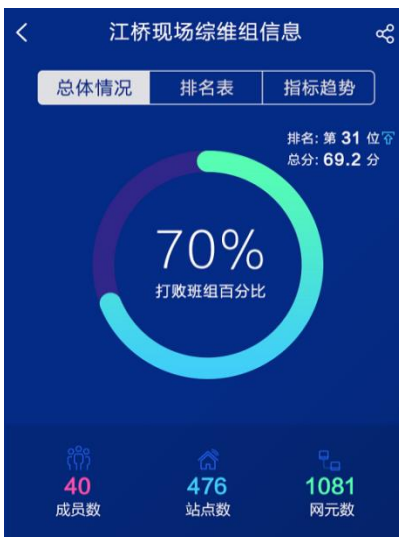 江桥现场综维组信息
总体情况 排名表 指标趋势
排名: 第 31 位
总分: 69.2 分
70%
打败班组百分比
40 476 1081
成员数 站点数 网元数